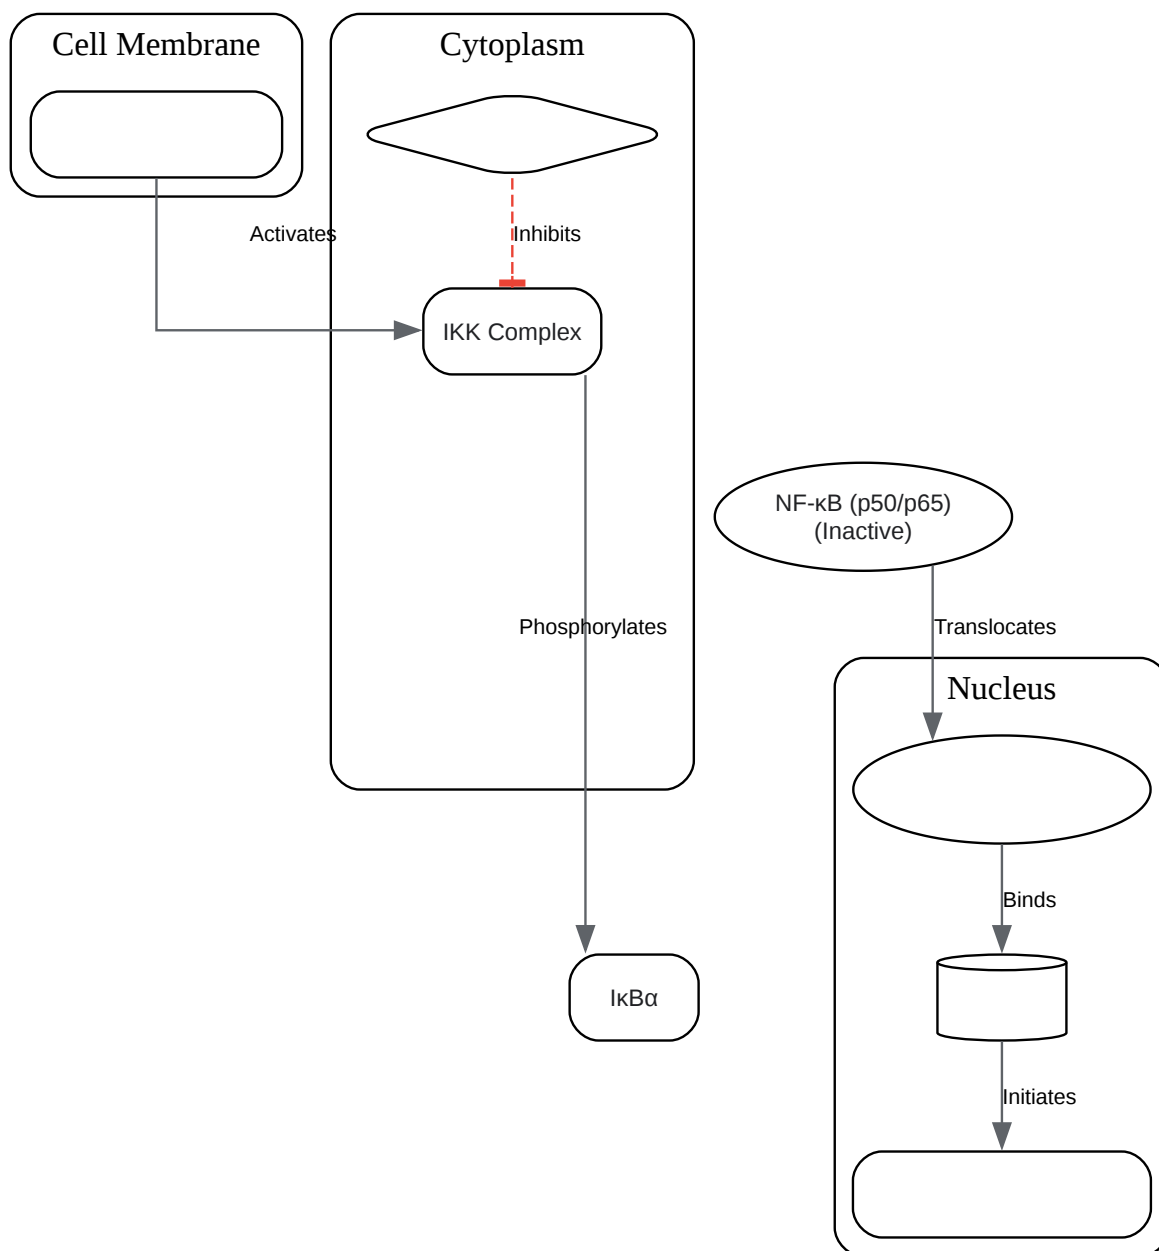 Cell Membrane
Cytoplasm
Activates
Inhibits
IKK Complex
NF-κB (p50/p65)
(Inactive)
Phosphorylates
Translocates
Nucleus
Binds
IκBα
Initiates